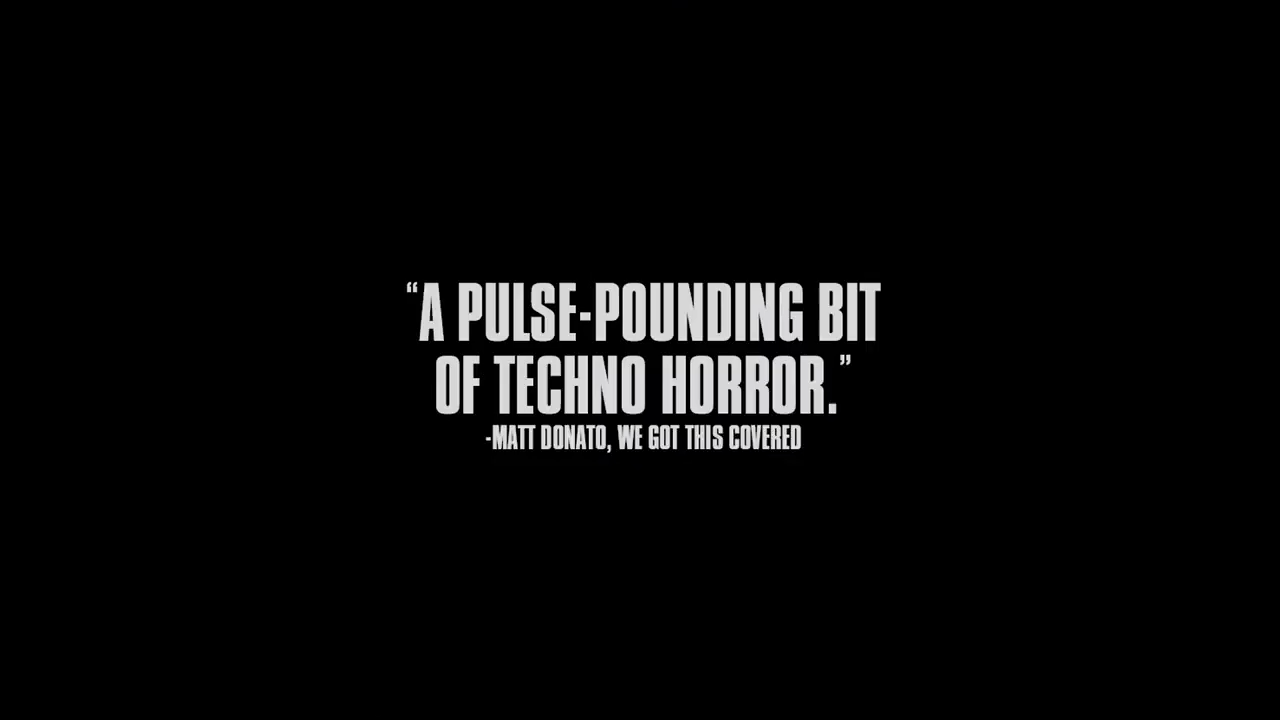 “A PULSE-POUNDING BIT
OF TECHNO HORROR.”
-MATT DONATO, WE GOT THIS COVERED